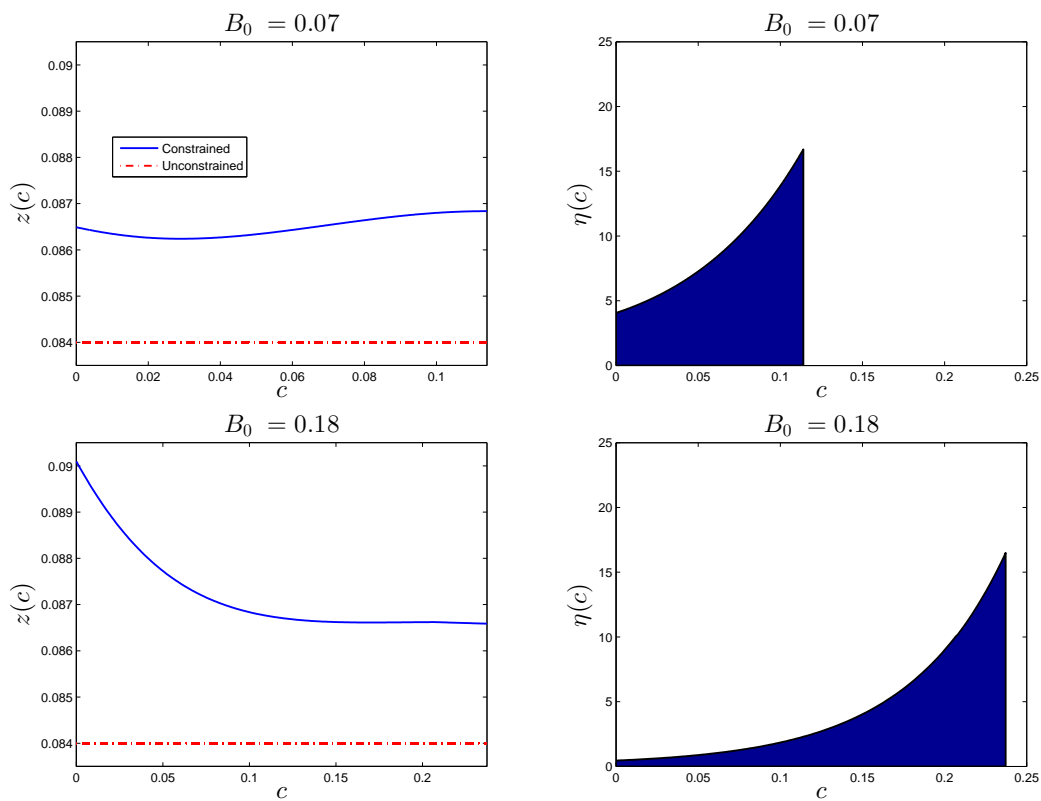 B₀ = 0.07
0.09
0.089
0.088
0.087
0.086
0.085
0.084
z(c)
Constrained
Unconstrained
0 0.02 0.04 0.06 0.08 0.1
c
B₀ = 0.07
25
20
15
10
5
0
η(c)
0 0.05 0.1 0.15 0.2 0.25
c
B₀ = 0.18
0.09
0.089
0.088
0.087
0.086
0.085
0.084
z(c)
0 0.05 0.1 0.15 0.2
c
B₀ = 0.18
25
20
15
10
5
0
η(c)
0 0.05 0.1 0.15 0.2 0.25
c